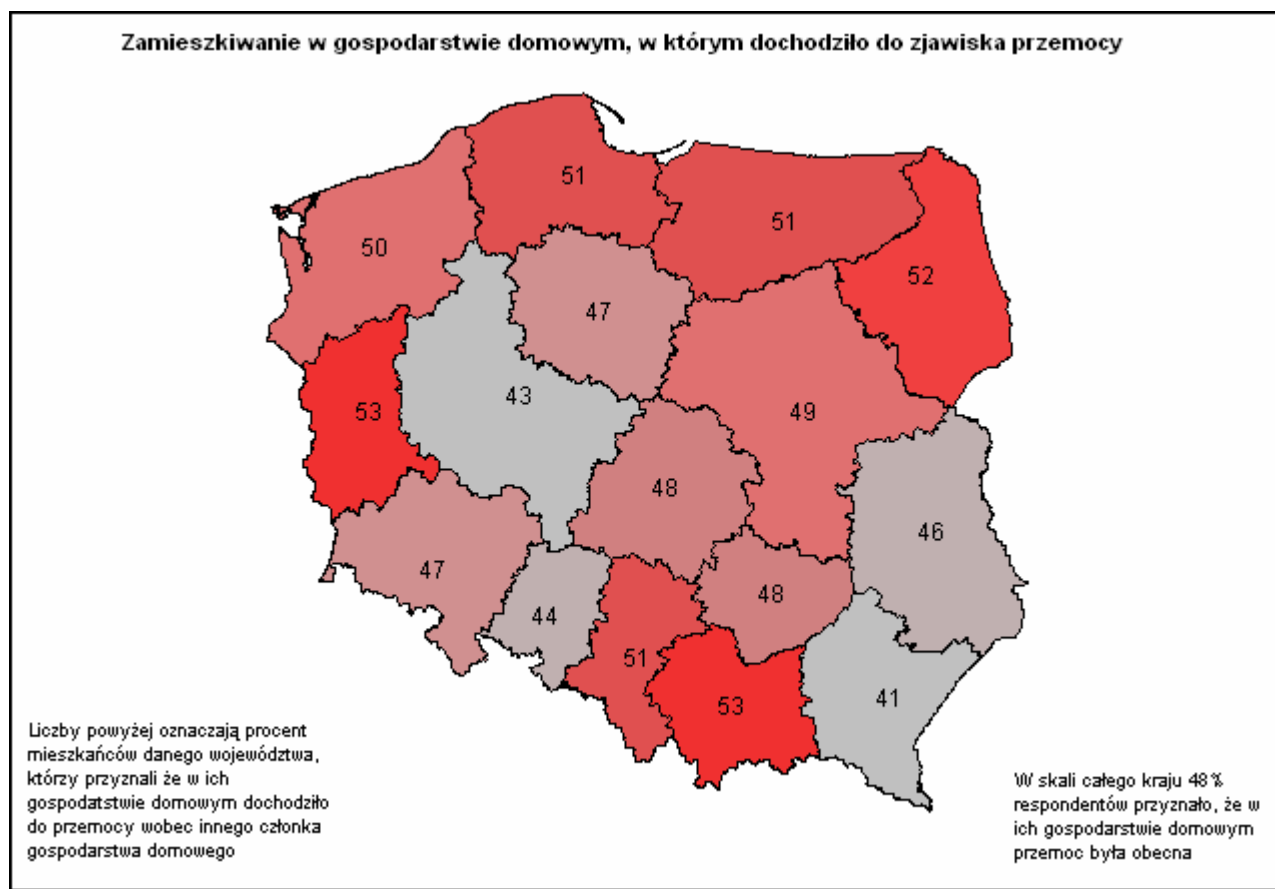 Zamieszkiwanie w gospodarstwie domowym, w którym dochodziło do zjawiska przemocy
51
51
50
52
47
43
53
49
48
46
47
48
44
51
53
41
Liczby powyżej oznaczają procent
mieszkańców danego województwa,
którzy przyznali że w ich
gospodatstwie domowym dochodziło
do przemocy wobec innego członka
gospodarstwa domowego
W skali całego kraju 48%
respondentów przyznało, że w
ich gospodarstwie domowym
przemoc była obecna